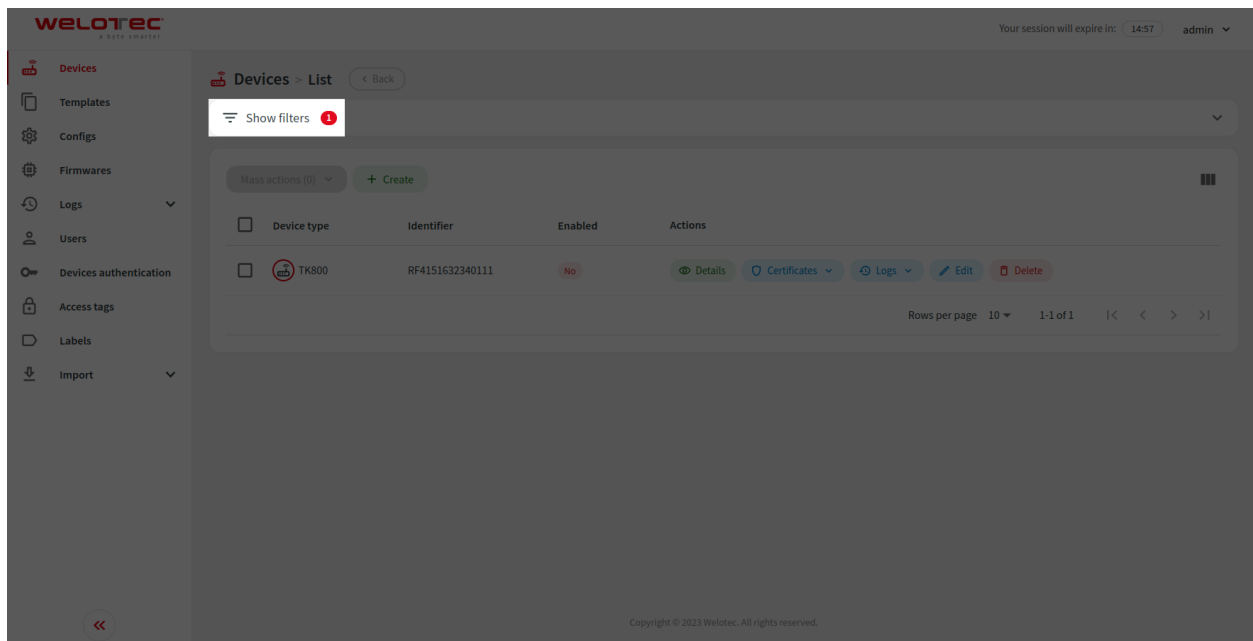 WELOTEC
a byte smarter
Your session will expire in: 14:57 admin
Devices
Templates
Configs
Firmwares
Logs
Users
Devices authentication
Access tags
Labels
Import
Devices > List < Back
Show filters 1
Mass actions (0) + Create
Device type Identifier Enabled Actions
TK800 RF4151632340111 No Details Certificates Logs Edit Delete
Rows per page 10 1-1 of 1
Copyright © 2023 Welotec. All rights reserved.